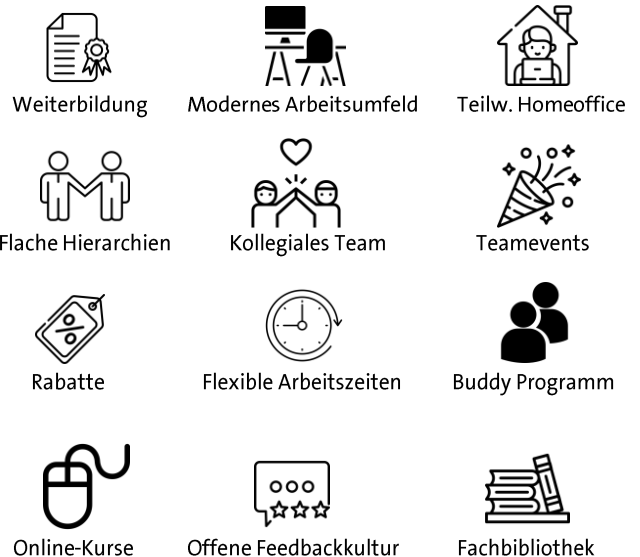 Weiterbildung
Modernes Arbeitsumfeld
Teilw. Homeoffice
Flache Hierarchien
Kollegiales Team
Teamevents
Rabatte
Flexible Arbeitszeiten
Buddy Programm
Online-Kurse
Offene Feedbackkultur
Fachbibliothek